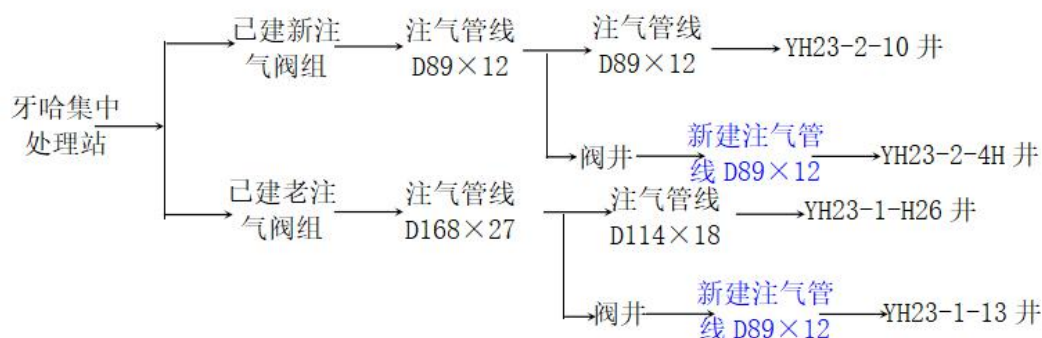 牙哈集中
处理站
已建新注
气阀组
注气管线
D89×12
注气管线
D89×12
YH23-2-10 井
阀井
新建注气管
线 D89×12
YH23-2-4H 井
已建老注
气阀组
注气管线
D168×27
注气管线
D114×18
YH23-1-H26 井
阀井
新建注气管
线 D89×12
YH23-1-13 井